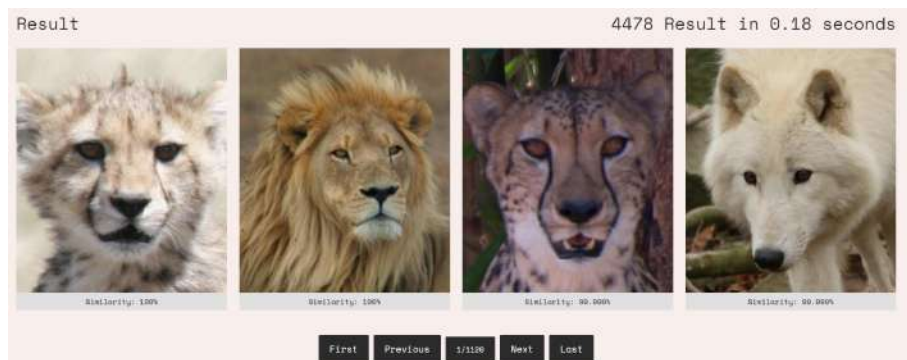 Result
4478 Result in 0.18 seconds
Similarity: 100%
Similarity: 100%
Similarity: 99.999%
Similarity: 99.999%
First
Previous
1/1120
Next
Last